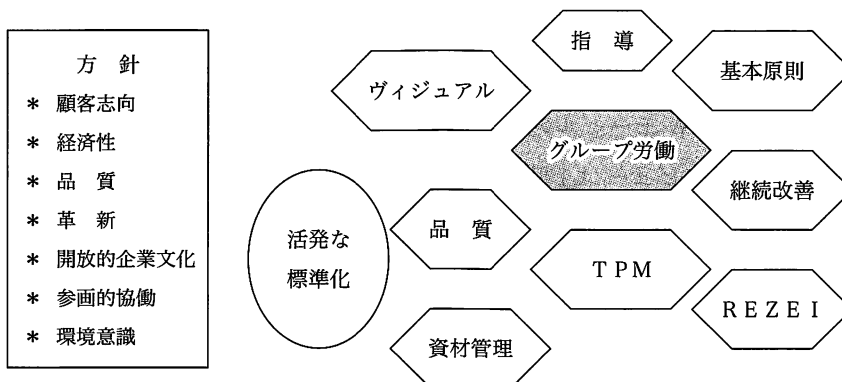 方 針
* 顧客志向
* 経済性
* 品 質
* 革 新
* 開放的企業文化
* 参画的協働
* 環境意識
指 導
ヴィジュアル
基本原則
グループ労働
継続改善
活発な
標準化
品 質
TPM
REZEI
資材管理